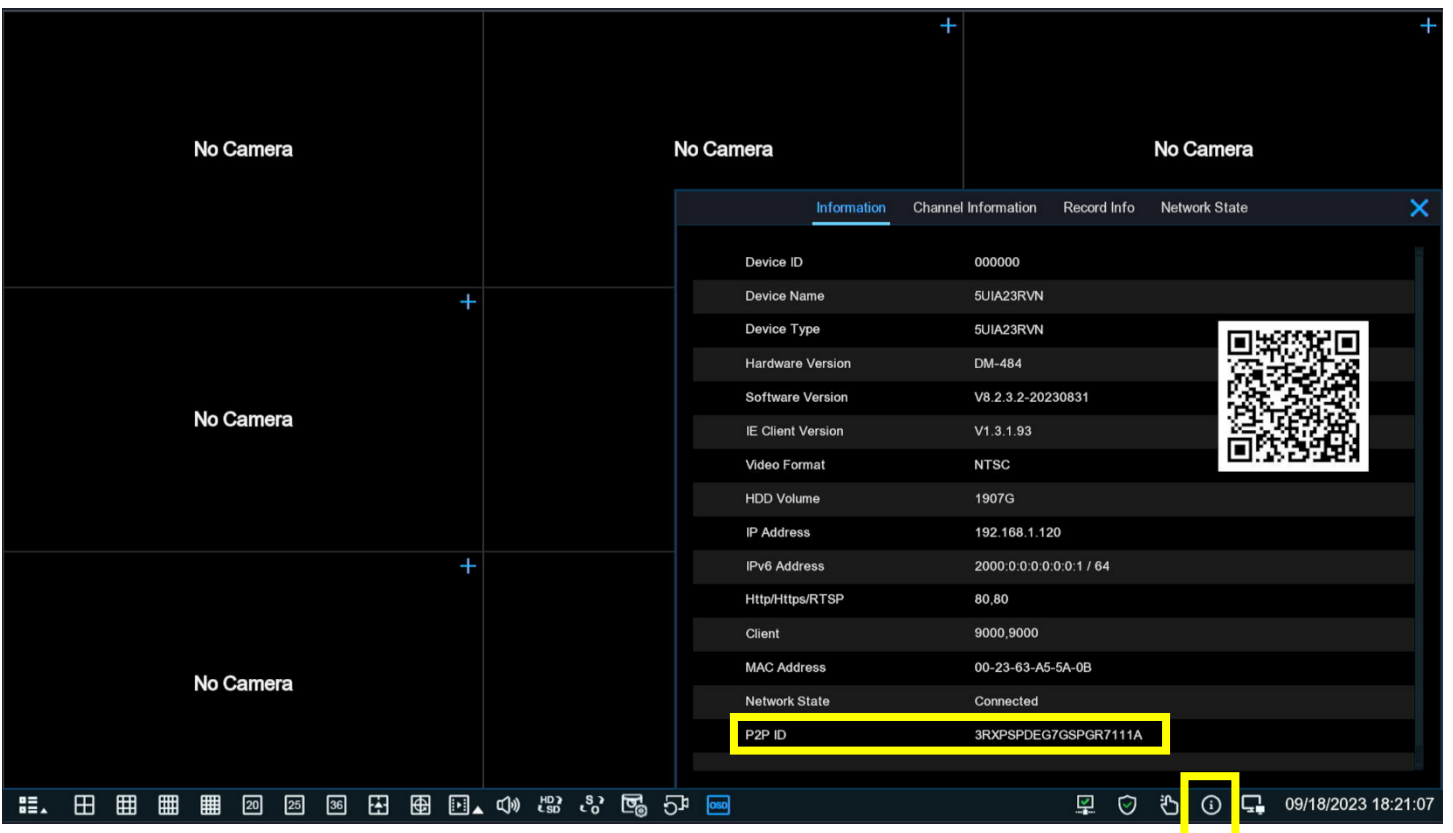 No Camera
No Camera
No Camera
Information Channel Information Record Info Network State
Device ID 000000
Device Name 5UIA23RVN
Device Type 5UIA23RVN
Hardware Version DM-484
Software Version V8.2.3.2-20230831
No Camera
IE Client Version V1.3.1.93
Video Format NTSC
HDD Volume 1907G
IP Address 192.168.1.120
IPv6 Address 2000:0:0:0:0:0:0:1 / 64
Http/Https/RTSP 80,80
Client 9000,9000
MAC Address 00-23-63-A5-5A-0B
No Camera
Network State Connected
P2P ID 3RXPSPDEG7GSPGR7111A
20 25 36 HD SD S O OSD 09/18/2023 18:21:07